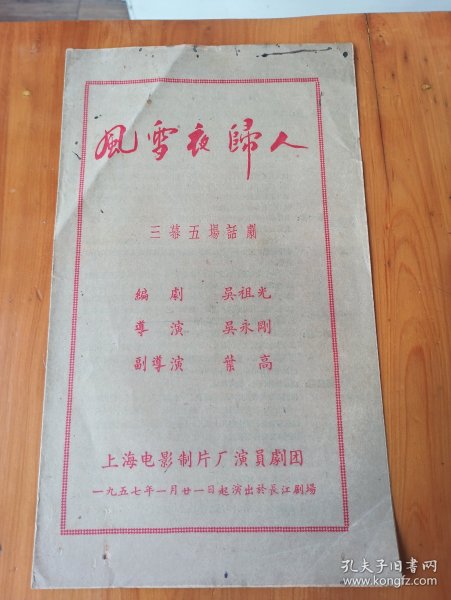 風雪夜歸人
三幕五場話劇
編劇 吳祖光
導演 吳永剛
副導演 葉高
上海电影制片厂演員劇团
一九五七年一月廿一日起演出於長江劇場
孔夫子旧书网
www.kongfz.com